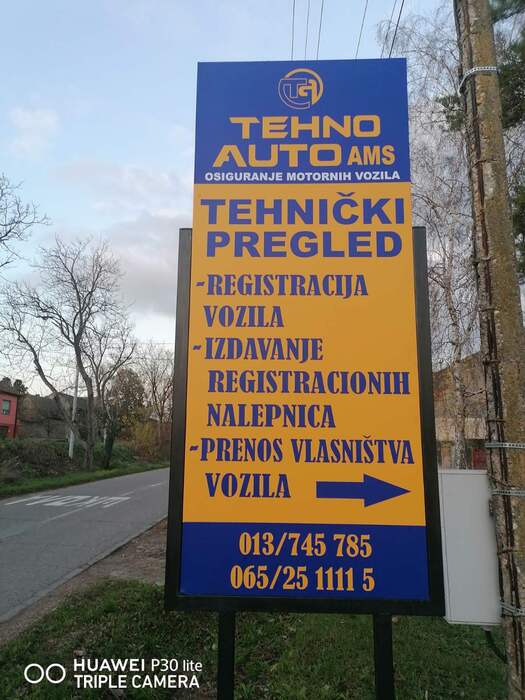 TEHNO
AUTO AMS
OSIGURANJE MOTORNIH VOZILA
TEHNIČKI
PREGLED
-REGISTRACIJA
VOZILA
-IZDAVANJE
REGISTRACIONIH
NALEPNICA
-PRENOS VLASNIŠTVA
VOZILA
013/745 785
065/25 1111 5
HUAWEI P30 lite
TRIPLE CAMERA